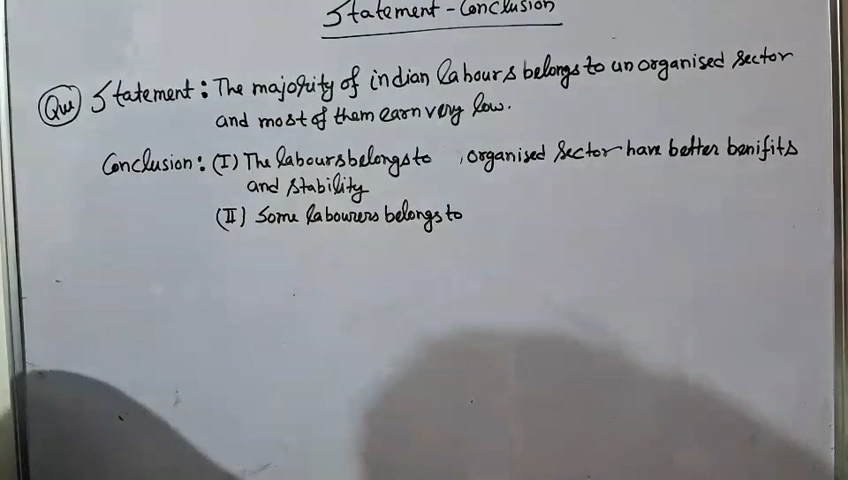 Statement - Conclusion
Que Statement : The majority of indian labours belongs to unorganised sector
and most of them earn very low.
Conclusion : (I) The labours belongs to organised sector have better benifits
and stability
(II) Some labourers belongs to